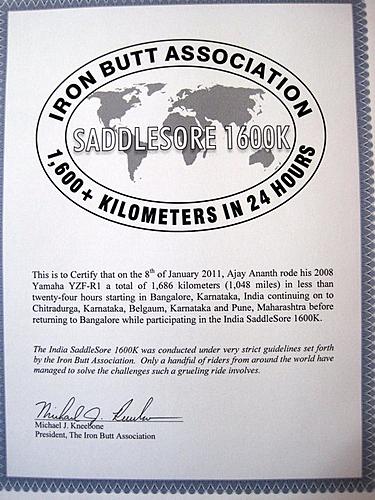 IRON BUTT ASSOCIATION
SADDLESORE 1600K
1,600+ KILOMETERS IN 24 HOURS
This is to Certify that on the 8th of January 2011, Ajay Ananth rode his 2008
Yamaha YZF-R1 a total of 1,686 kilometers (1,048 miles) in less than
twenty-four hours starting in Bangalore, Karnataka, India continuing on to
Chitradurga, Karnataka, Belgaum, Karnataka and Pune, Maharashtra before
returning to Bangalore while participating in the India SaddleSore 1600K.
The India SaddleSore 1600K was conducted under very strict guidelines set forth
by the Iron Butt Association. Only a handful of riders from around the world have
managed to solve the challenges such a grueling ride involves.
Michael J. Kneebone
Michael J. Kneebone
President, The Iron Butt Association